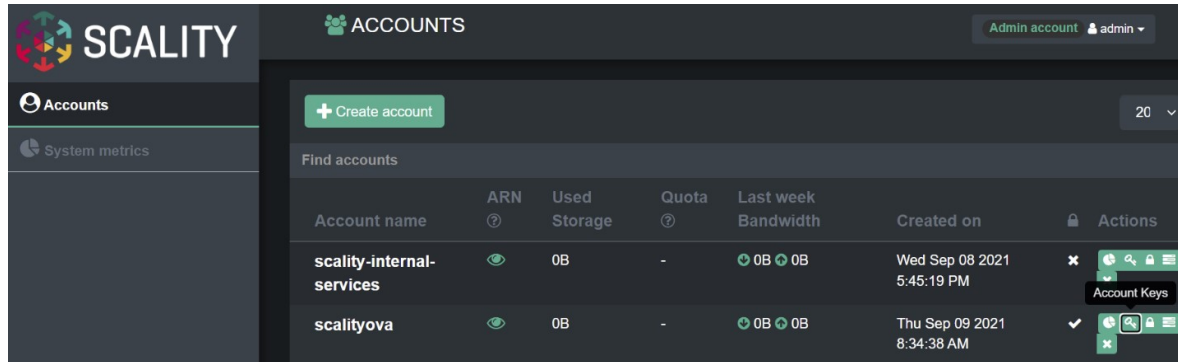 SCALITY
ACCOUNTS
Admin account admin
Accounts
System metrics
Create account
20
Find accounts
Account name
ARN
Used Storage
Quota
Last week Bandwidth
Created on
Actions
scality-internal-services
0B
-
0B 0B
Wed Sep 08 2021
5:45:19 PM
Account Keys
scalityova
0B
-
0B 0B
Thu Sep 09 2021
8:34:38 AM